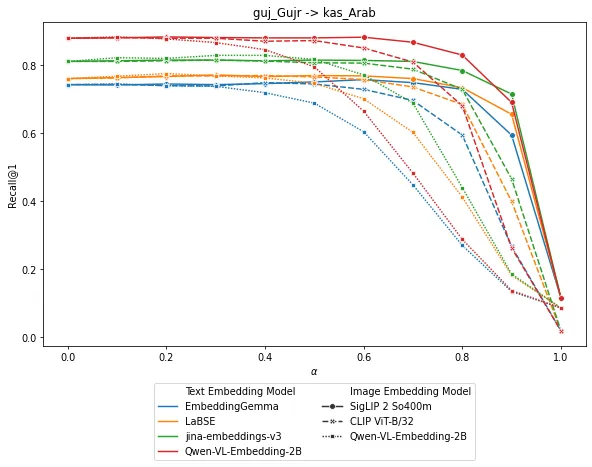 guj_Gujr -> kas_Arab
Recall@1
0.8
0.6
0.4
0.2
0.0
0.0 0.2 0.4 0.6 0.8 1.0
α
Text Embedding Model Image Embedding Model
EmbeddingGemma SigLIP 2 So400m
LaBSE CLIP ViT-B/32
jina-embeddings-v3 Qwen-VL-Embedding-2B
Qwen-VL-Embedding-2B